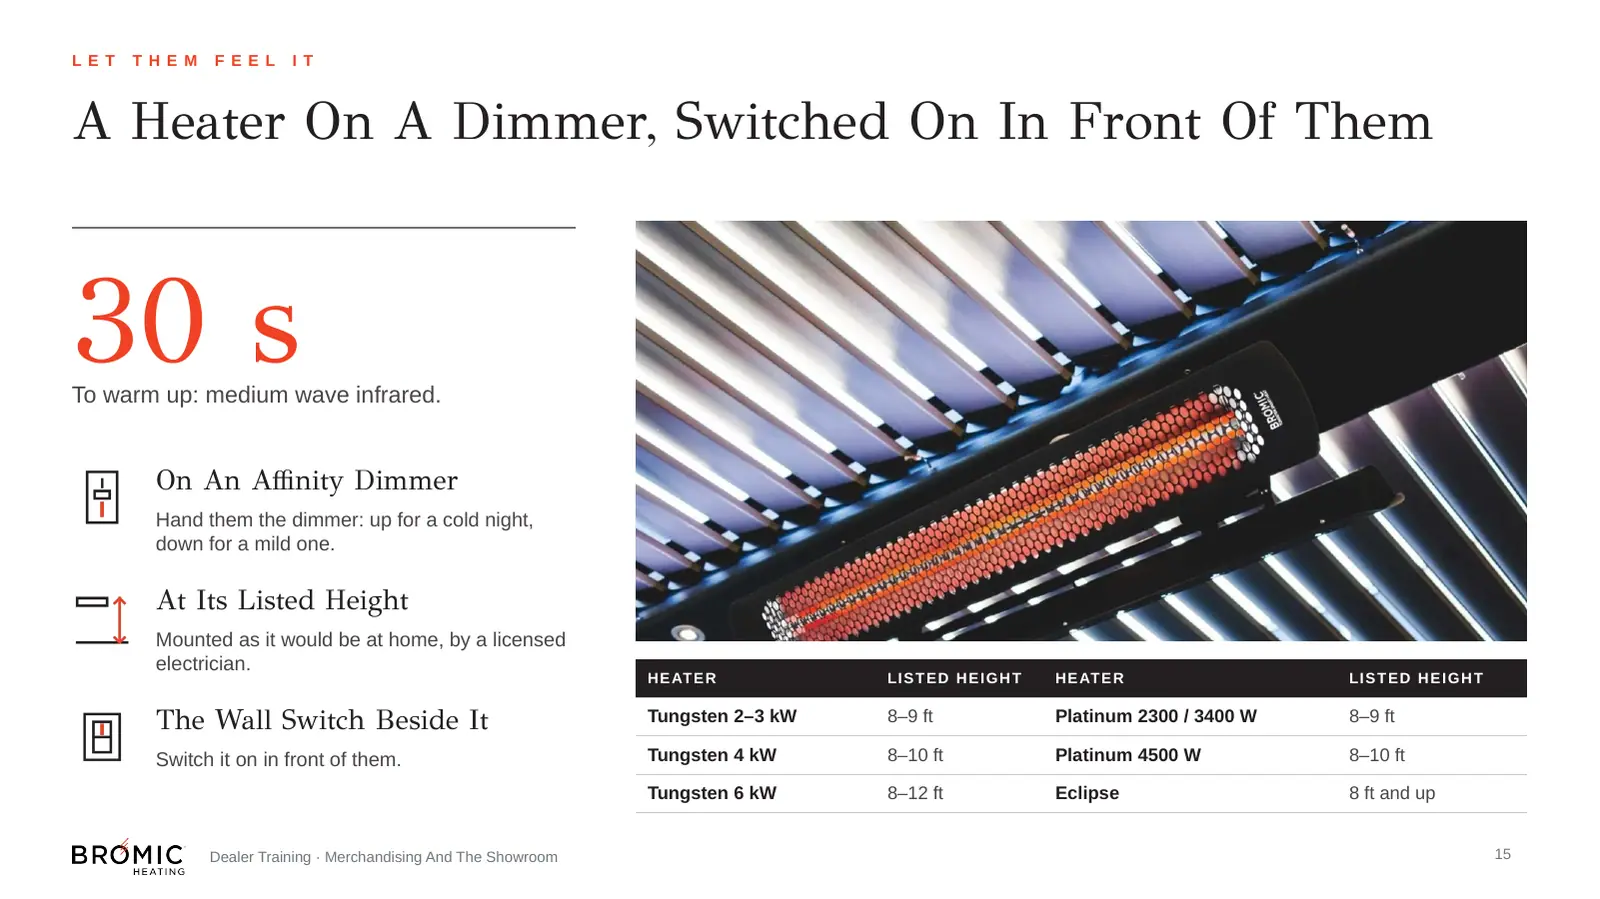 LET THEM FEEL IT
A Heater On A Dimmer, Switched On In Front Of Them
30 s
To warm up: medium wave infrared.
On An Affinity Dimmer
Hand them the dimmer: up for a cold night,
down for a mild one.
At Its Listed Height
Mounted as it would be at home, by a licensed
electrician.
The Wall Switch Beside It
Switch it on in front of them.
BROMIC
HEATER LISTED HEIGHT HEATER LISTED HEIGHT
Tungsten 2–3 kW 8–9 ft Platinum 2300 / 3400 W 8–9 ft
Tungsten 4 kW 8–10 ft Platinum 4500 W 8–10 ft
Tungsten 6 kW 8–12 ft Eclipse 8 ft and up
BROMIC
HEATING
Dealer Training · Merchandising And The Showroom
15